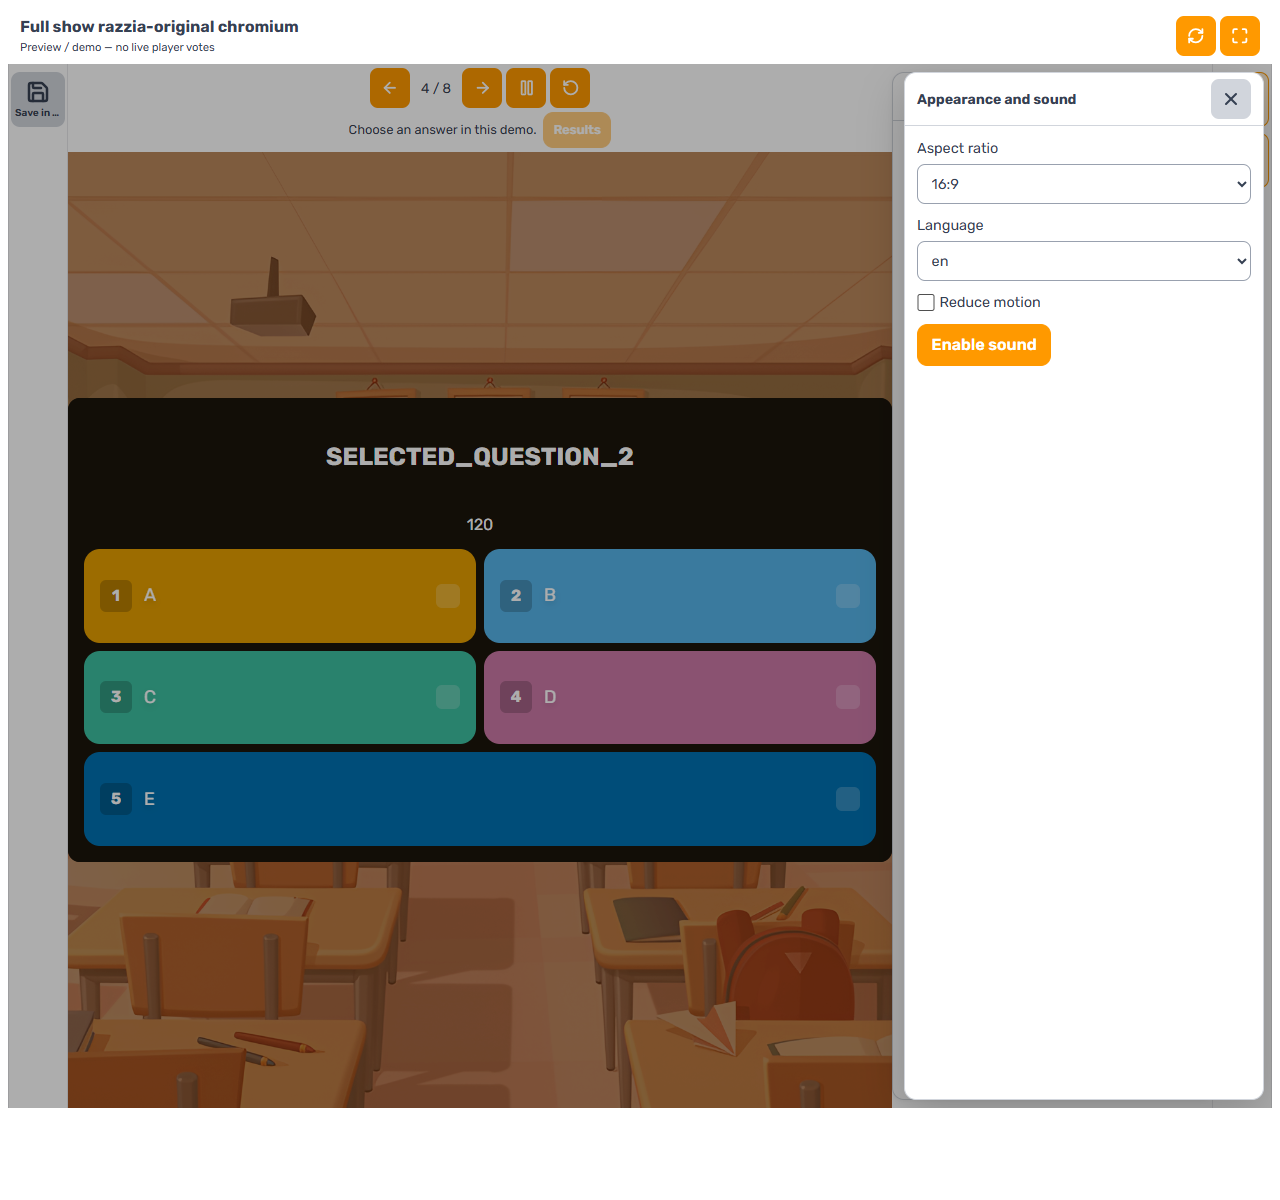 Full show razzia-original chromium
Preview / demo — no live player votes
Save in ...
4 / 8
Choose an answer in this demo.
Results
Appearance and sound
Aspect ratio
16:9
Language
en
Reduce motion
Enable sound
SELECTED_QUESTION_2
120
1 A
2 B
3 C
4 D
5 E